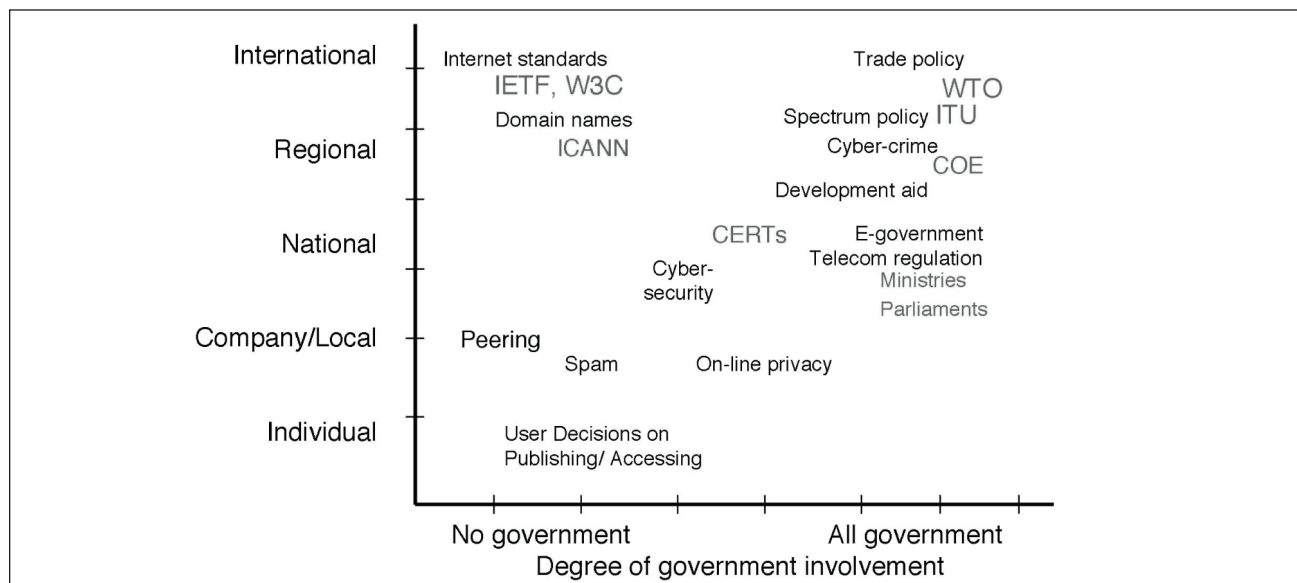 International
Internet standards
Trade policy
IETF, W3C
WTO
Domain names
Spectrum policy ITU
Regional
ICANN
Cyber-crime
COE
Development aid
National
CERTs
E-government
Telecom regulation
Cyber-
security
Ministries
Parliaments
Company/Local
Peering
Spam
On-line privacy
Individual
User Decisions on
Publishing/ Accessing
No government
All government
Degree of government involvement